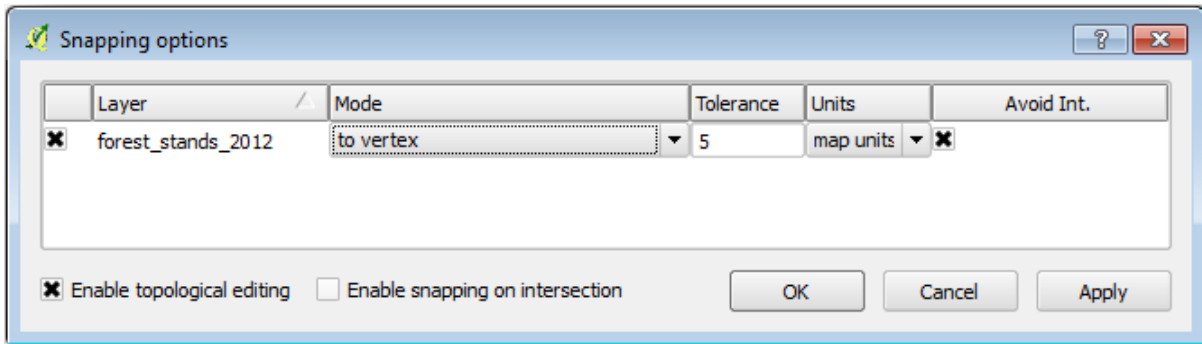 Snapping options
Layer Mode Tolerance Units Avoid Int.
forest_stands_2012 to vertex 5 map units
Enable topological editing Enable snapping on intersection OK Cancel Apply